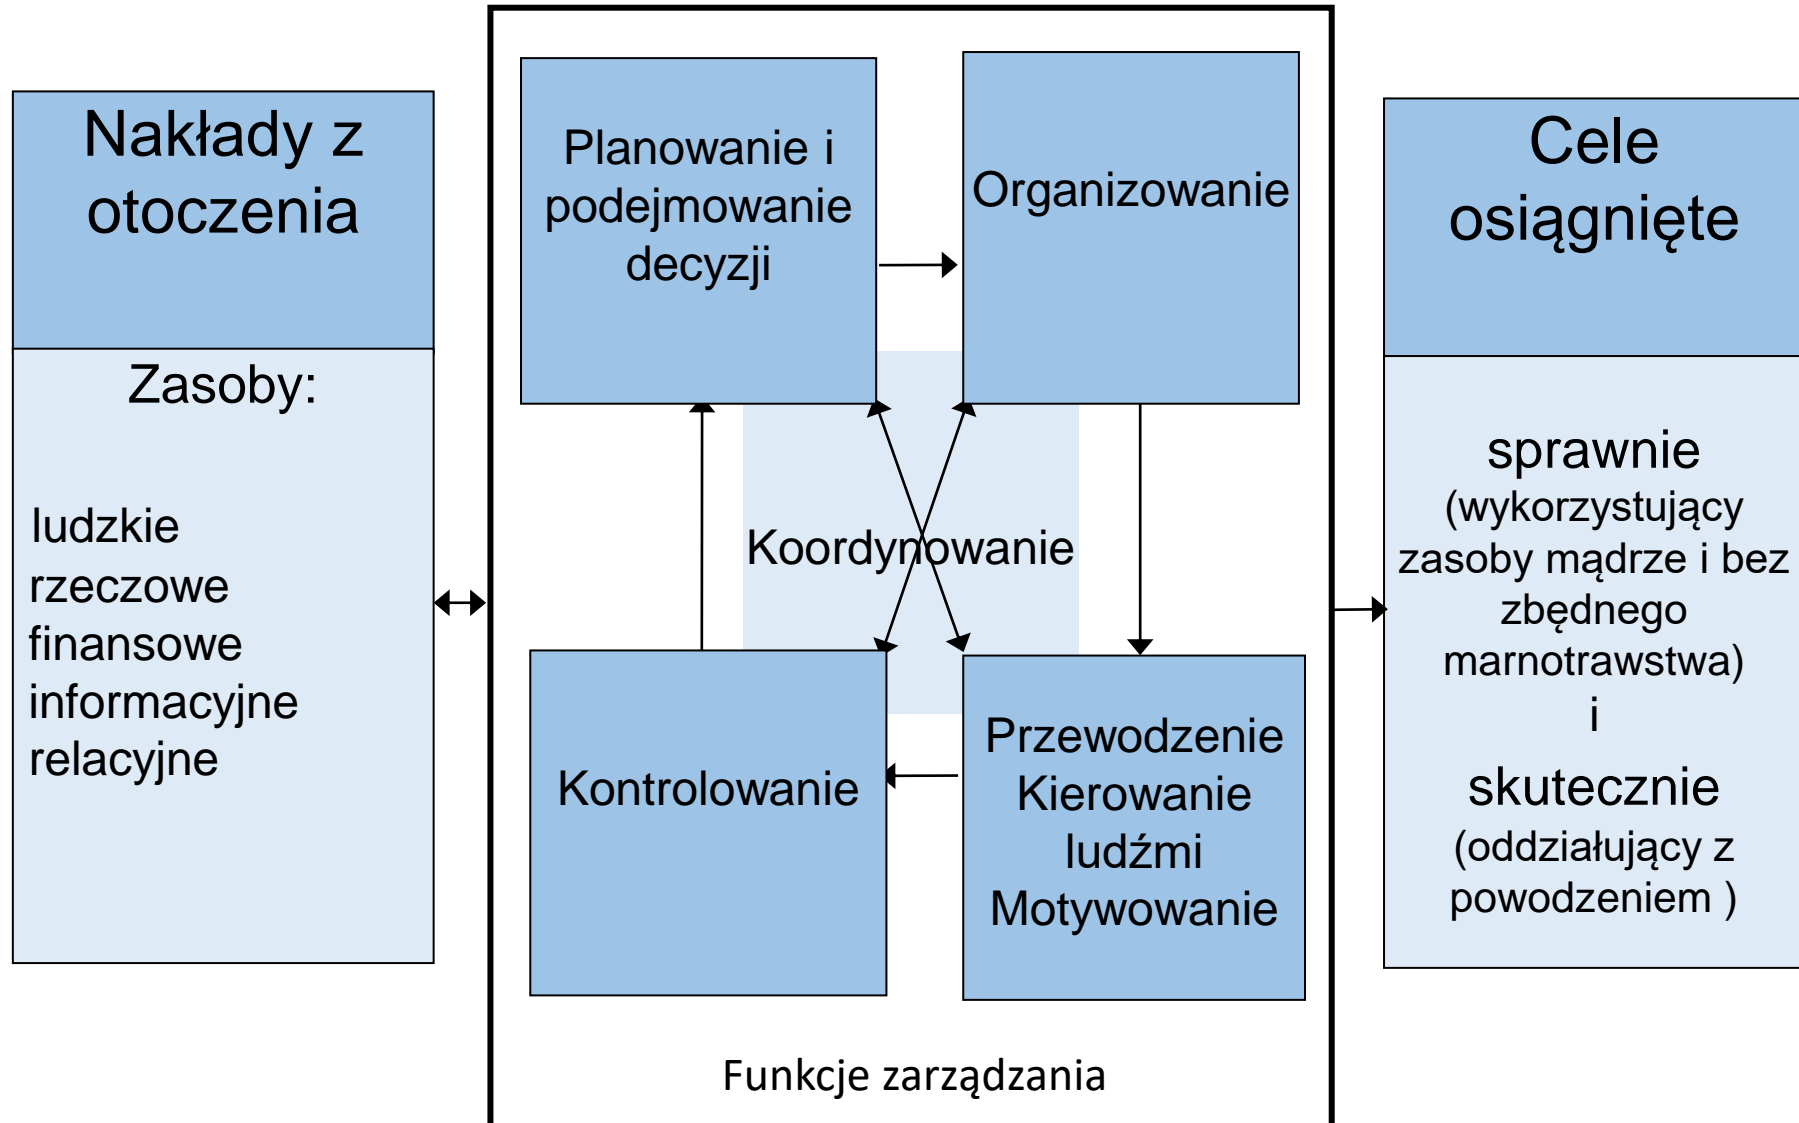 Nakłady z
otoczenia
Zasoby:
ludzkie
rzeczowe
finansowe
informacyjne
relacyjne
Planowanie i
podejmowanie
decyzji
Organizowanie
Koordynowanie
Kontrolowanie
Przewodzenie
Kierowanie
ludźmi
Motywowanie
Funkcje zarządzania
Cele
osiągnięte
sprawnie
(wykorzystujący
zasoby mądrze i bez
zbędnego
marnotrawstwa)
i
skutecznie
(oddziałujący z
powodzeniem )